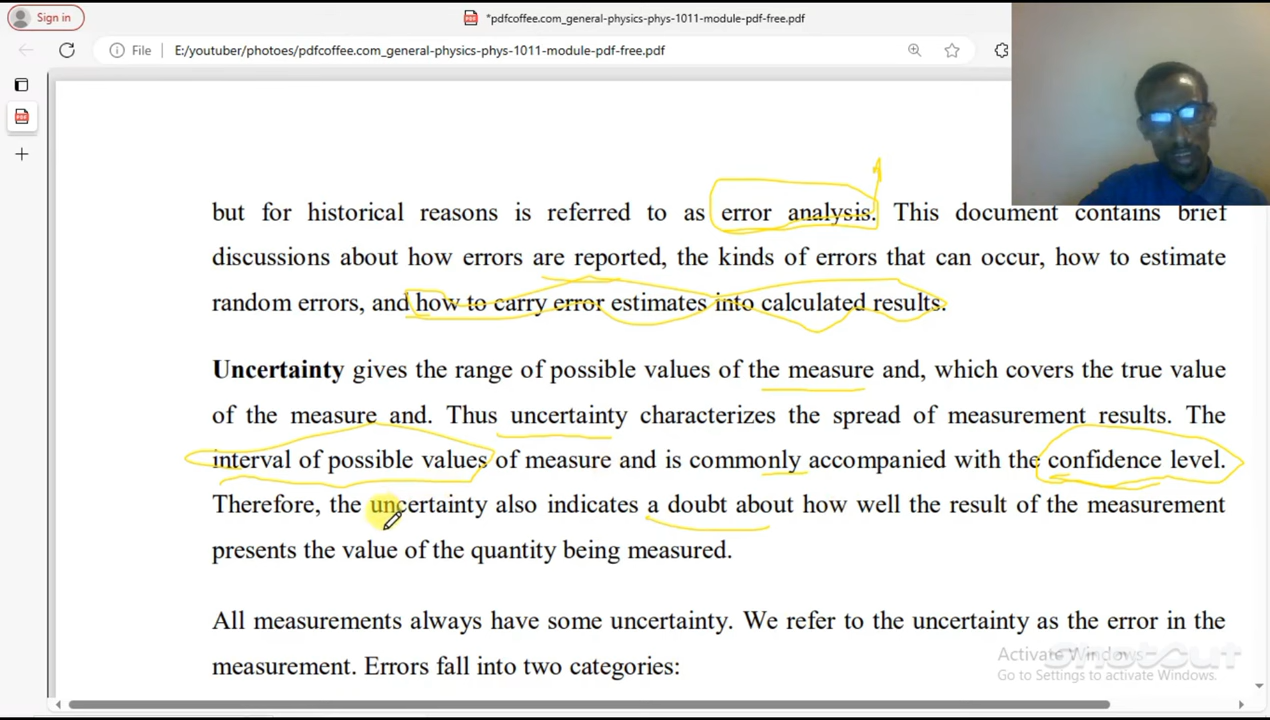 Sign in
*pdfcoffee.com_general-physics-phys-1011-module-pdf-free.pdf
File
E:/youtuber/photoes/pdfcoffee.com_general-physics-phys-1011-module-pdf-free.pdf
but for historical reasons is referred to as error analysis. This document contains brief
discussions about how errors are reported, the kinds of errors that can occur, how to estimate
random errors, and how to carry error estimates into calculated results.
Uncertainty gives the range of possible values of the measure and, which covers the true value
of the measure and. Thus uncertainty characterizes the spread of measurement results. The
interval of possible values of measure and is commonly accompanied with the confidence level.
Therefore, the uncertainty also indicates a doubt about how well the result of the measurement
presents the value of the quantity being measured.
All measurements always have some uncertainty. We refer to the uncertainty as the error in the
measurement. Errors fall into two categories:
Activate Windows
Go to Settings to activate Windows.
Shotcut